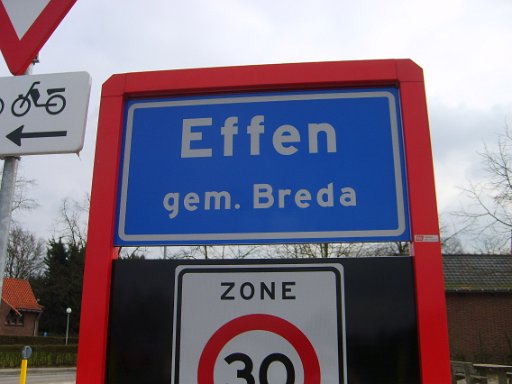 Effen
gem. Breda
ZONE
30